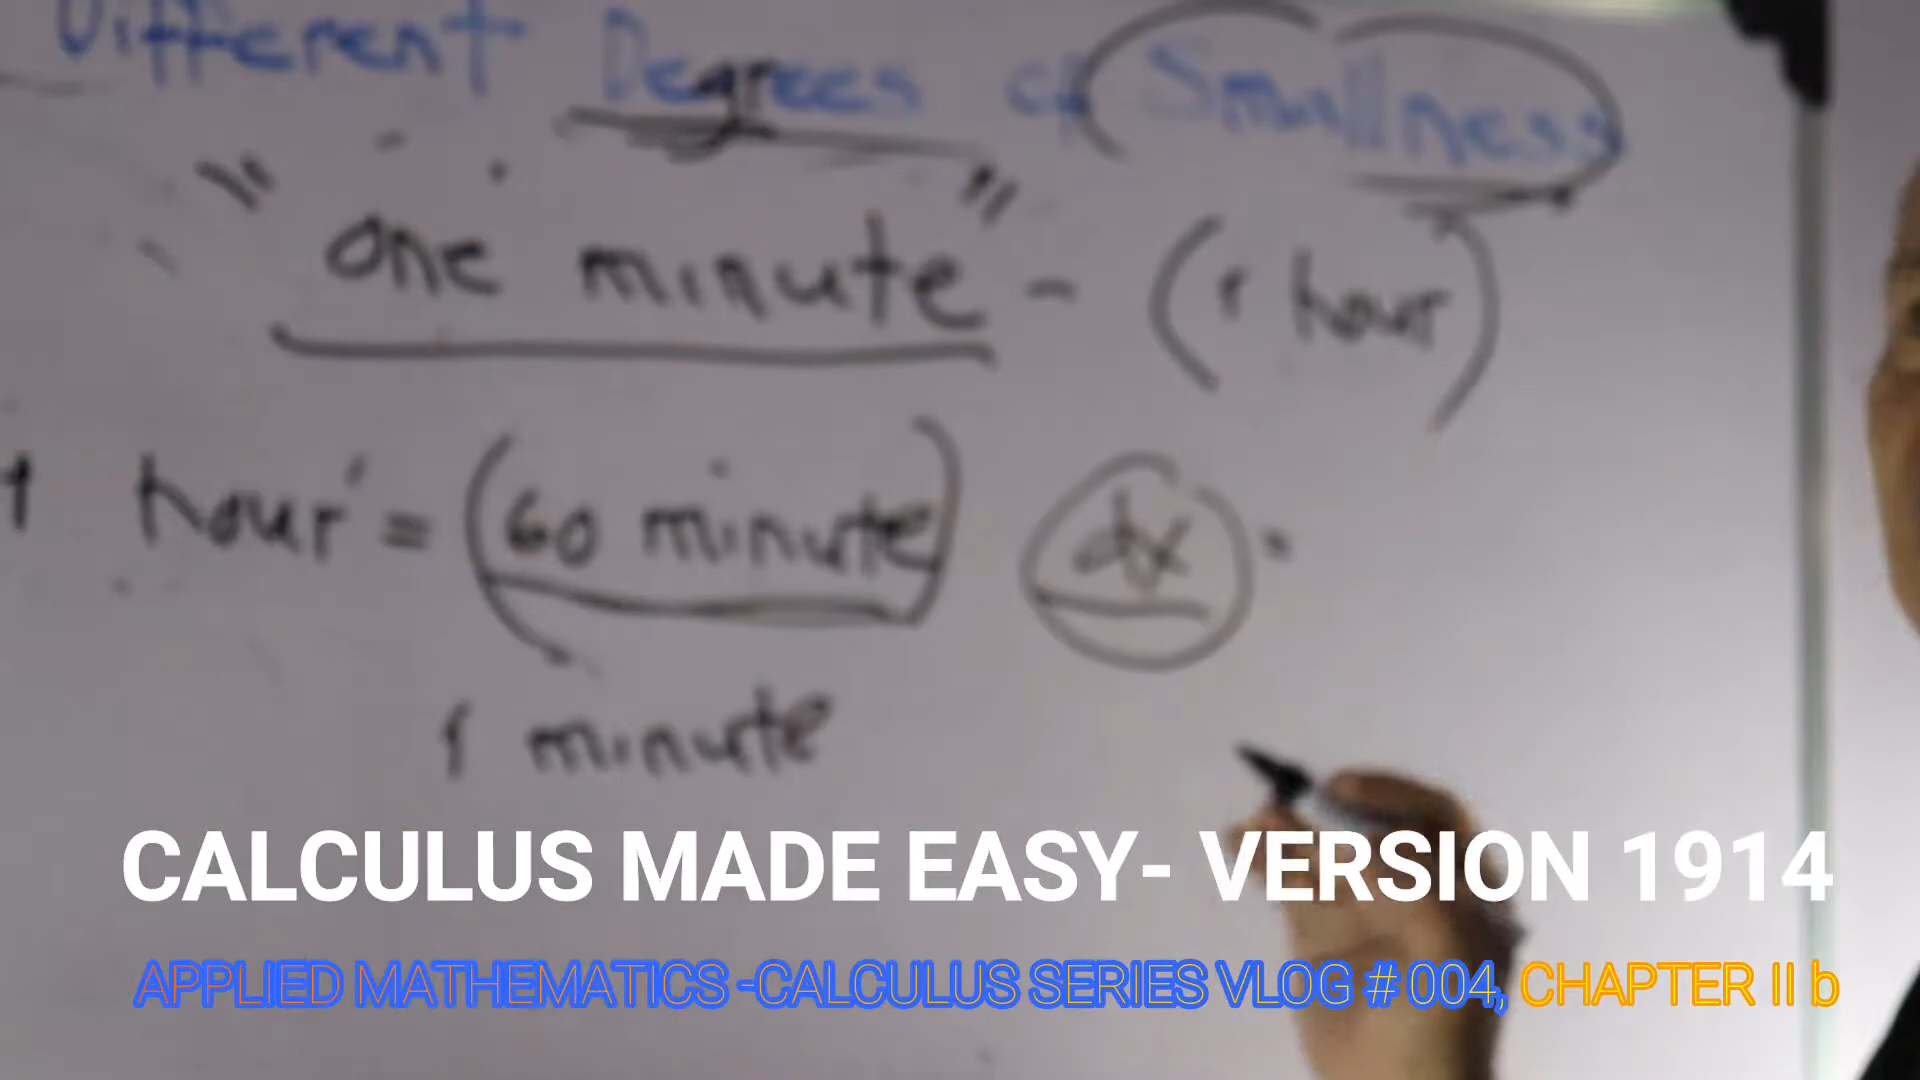 Different Degrees of Smallness
"one minute" - (1 hour)
1 hour = (60 minute) dx =
1 minute
CALCULUS MADE EASY- VERSION 1914
APPLIED MATHEMATICS -CALCULUS SERIES VLOG # 004, CHAPTER II b